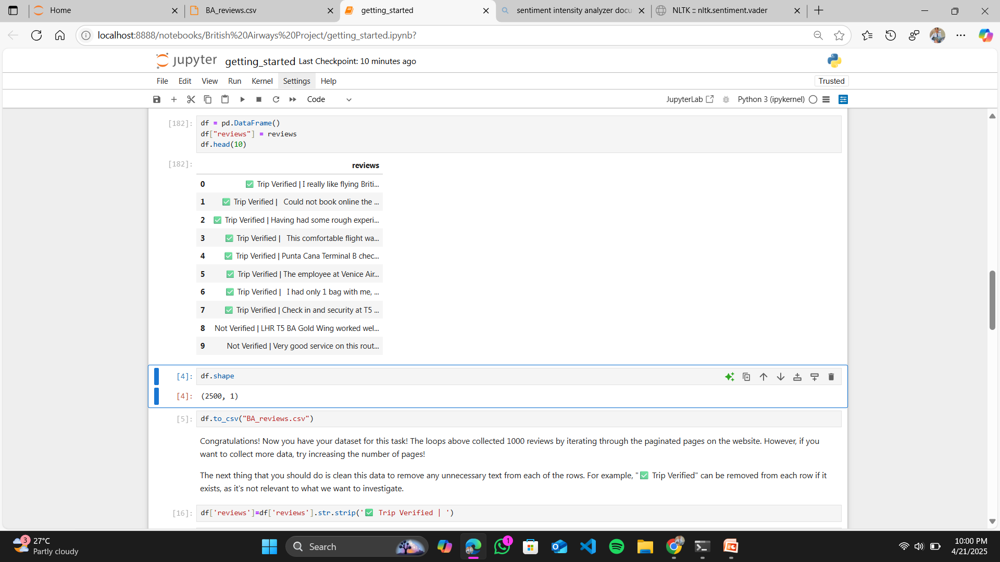 Home
BA_reviews.csv
getting_started
sentiment intensity analyzer docu
NLTK :: nltk.sentiment.vader
localhost:8888/notebooks/British%20Airways%20Project/getting_started.ipynb?
jupyter getting_started Last Checkpoint: 10 minutes ago
File Edit View Run Kernel Settings Help
Trusted
Code
JupyterLab
Python 3 (ipykernel)
[182]: df = pd.DataFrame()
df["reviews"] = reviews
df.head(10)
[182]: reviews
0 ✅ Trip Verified | I really like flying Briti...
1 ✅ Trip Verified | Could not book online the ...
2 ✅ Trip Verified | Having had some rough experi...
3 ✅ Trip Verified | This comfortable flight wa...
4 ✅ Trip Verified | Punta Cana Terminal B chec...
5 ✅ Trip Verified | The employee at Venice Air...
6 ✅ Trip Verified | I had only 1 bag with me, ...
7 ✅ Trip Verified | Check in and security at T5 ...
8 Not Verified | LHR T5 BA Gold Wing worked wel...
9 Not Verified | Very good service on this rout...
[4]: df.shape
[4]: (2500, 1)
[5]: df.to_csv("BA_reviews.csv")
Congratulations! Now you have your dataset for this task! The loops above collected 1000 reviews by iterating through the paginated pages on the website. However, if you
want to collect more data, try increasing the number of pages!
The next thing that you should do is clean this data to remove any unnecessary text from each of the rows. For example, "✅ Trip Verified" can be removed from each row if it
exists, as it's not relevant to what we want to investigate.
[16]: df['reviews']=df['reviews'].str.strip('✅ Trip Verified | ')
3
27°C
Partly cloudy
Search
1
10:00 PM
4/21/2025